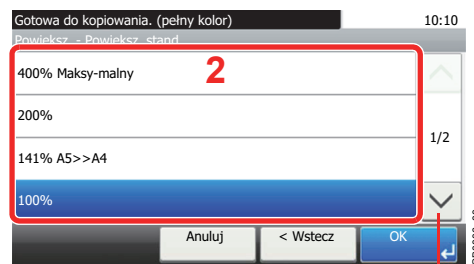 Gotowa do kopiowania. (pełny kolor) 10:10
Powiększ. - Powiększ. stand.
400% Maksy-malny
2
200%
141% A5>>A4
1/2
100%
Anuluj < Wstecz OK